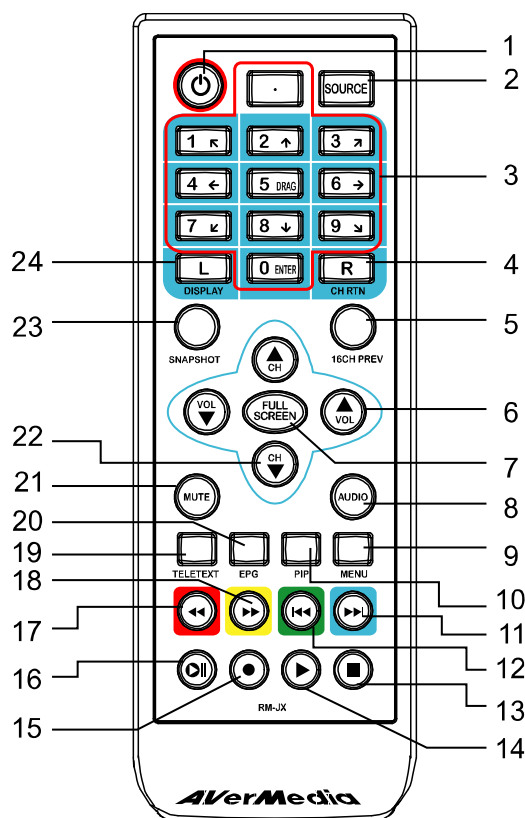 1
2
SOURCE
.
1 ↖ 2 ↑ 3 ↗
3
4 ← 5 DRAG 6 →
7 ↙ 8 ↓ 9 ↘
24
L 0 ENTER R
4
DISPLAY CH RTN
23
5
SNAPSHOT 16CH PREV
CH
VOL FULL SCREEN VOL
6
22
CH
7
21
MUTE AUDIO
8
20
19
9
TELETEXT EPG PIP MENU
18
10
17
11
16
12
15
13
RM-JX
14
AVerMedia